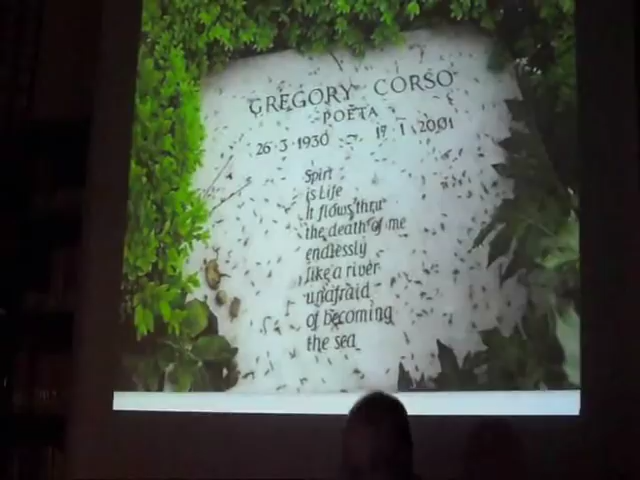 GREGORY CORSO
POETA
26·3·1930 ~ 17·1·2001
Spirit
is Life
It flows thru
the death of me
endlessly
like a river
unafraid
of becoming
the sea